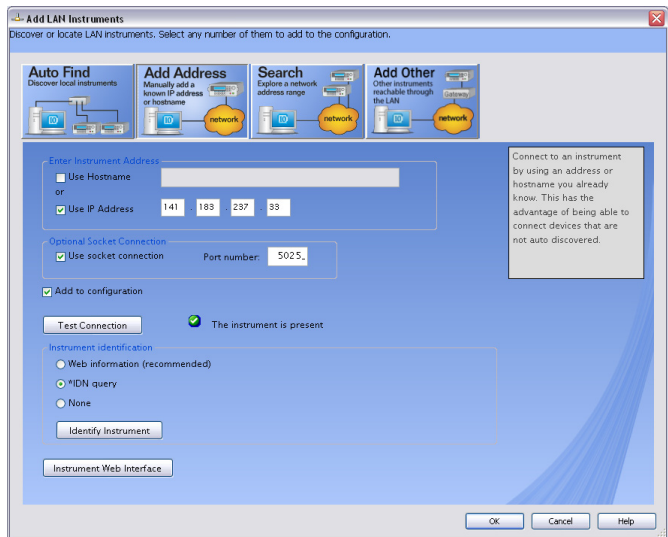 Add LAN Instruments
Discover or locate LAN instruments. Select any number of them to add to the configuration.
Auto Find
Discover local instruments
Add Address
Manually add a
known IP address
or hostname
network
Search
Explore a network
address range
network
Add Other
Other instruments
reachable through
the LAN
Gateway
network
Enter Instrument Address
Use Hostname
or
Use IP Address
141 . 183 . 237 . 33
Optional Socket Connection
Use socket connection
Port number:
5025_
Add to configuration
Test Connection
The instrument is present
Instrument identification
Web information (recommended)
*IDN query
None
Identify Instrument
Instrument Web Interface
Connect to an instrument
by using an address or
hostname you already
know. This has the
advantage of being able to
connect devices that are
not auto discovered.
OK
Cancel
Help